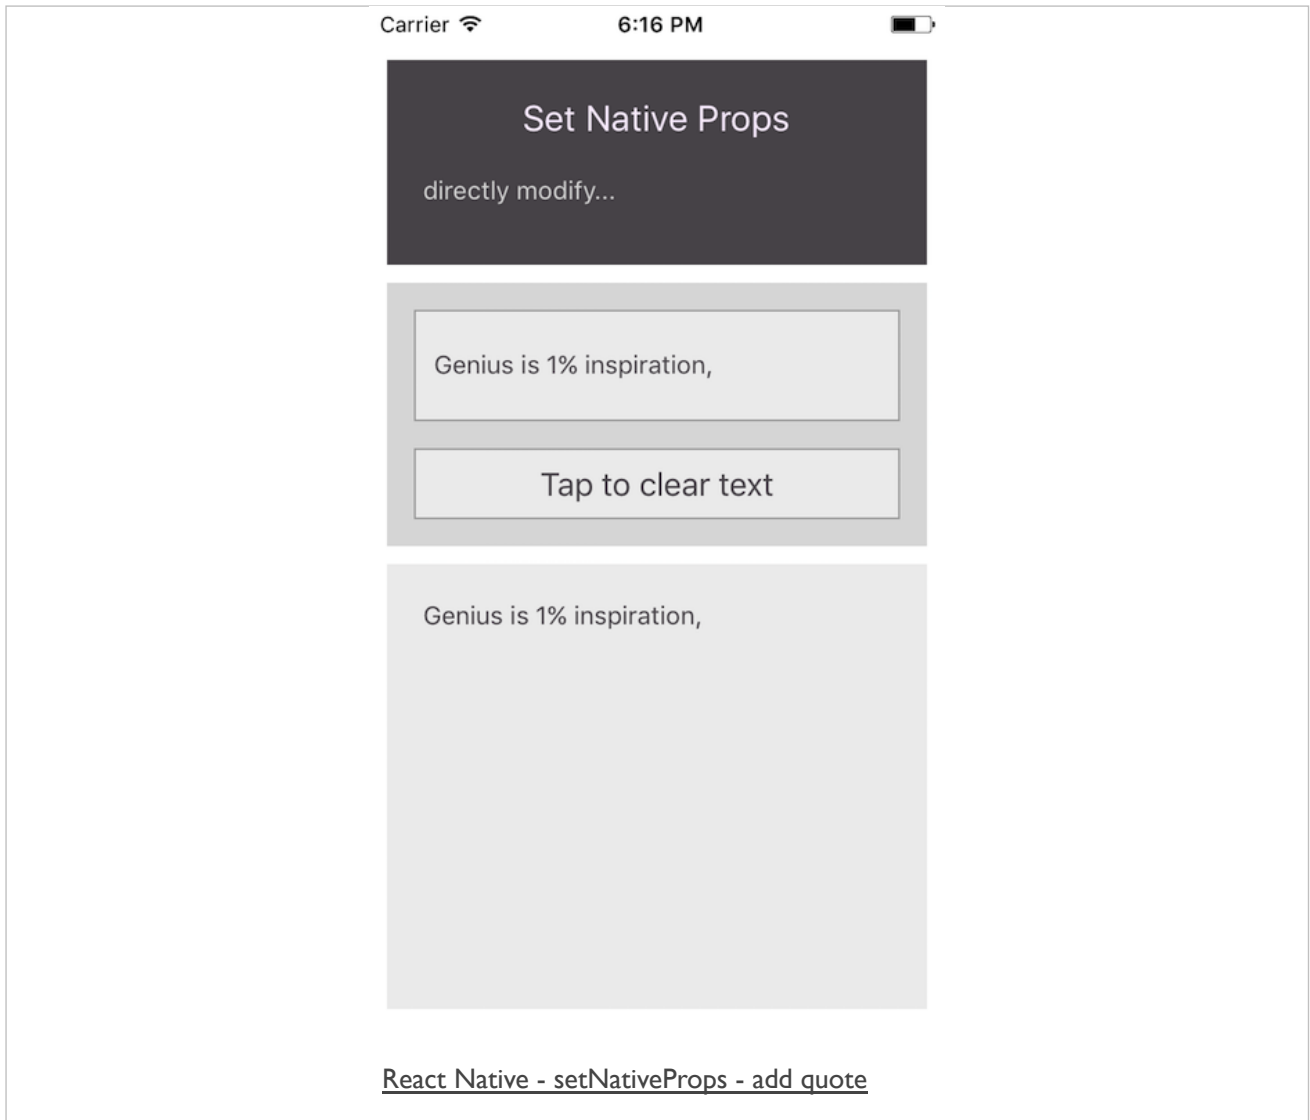 Carrier 6:16 PM
Set Native Props
directly modify...
Genius is 1% inspiration,
Tap to clear text
Genius is 1% inspiration,
React Native - setNativeProps - add quote